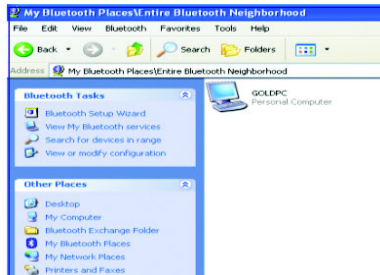 My Bluetooth Places\Entire Bluetooth Neighborhood
File Edit View Bluetooth Favorites Tools Help
Back Search Folders
Address My Bluetooth Places\Entire Bluetooth Neighborhood
Bluetooth Tasks
Bluetooth Setup Wizard
View My Bluetooth services
Search for devices in range
View or modify configuration
Other Places
Desktop
My Computer
Bluetooth Exchange Folder
My Bluetooth Places
My Network Places
Printers and Faxes
GOLDPC
Personal Computer